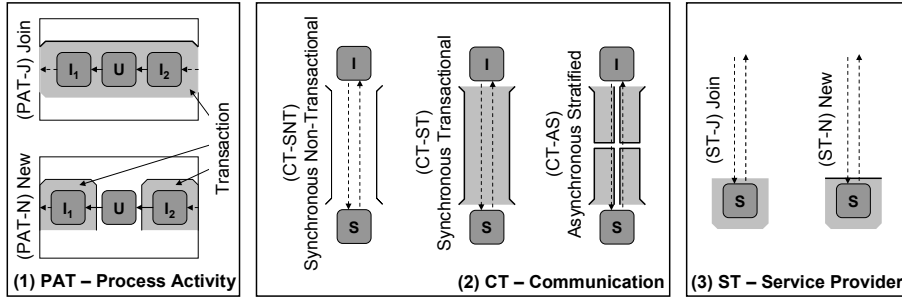 (PAT-J) Join
I1
U
I2
Transaction
(PAT-N) New
I1
U
I2
(1) PAT – Process Activity
(CT-SNT)
Synchronous Non-Transactional
I
S
(CT-ST)
Synchronous Transactional
I
S
(CT-AS)
Asynchronous Stratified
I
S
(2) CT – Communication
(ST-J) Join
S
(ST-N) New
S
(3) ST – Service Provider